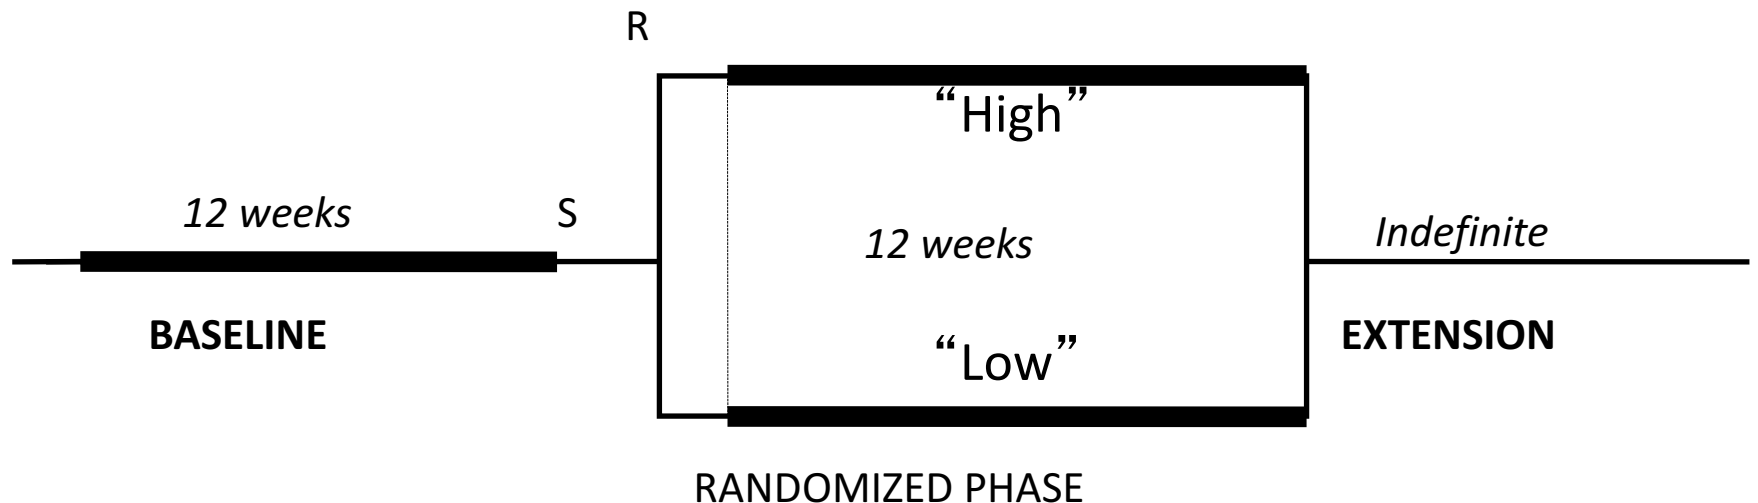 R
“High”
12 weeks
S
12 weeks
Indefinite
BASELINE
“Low”
EXTENSION
RANDOMIZED PHASE